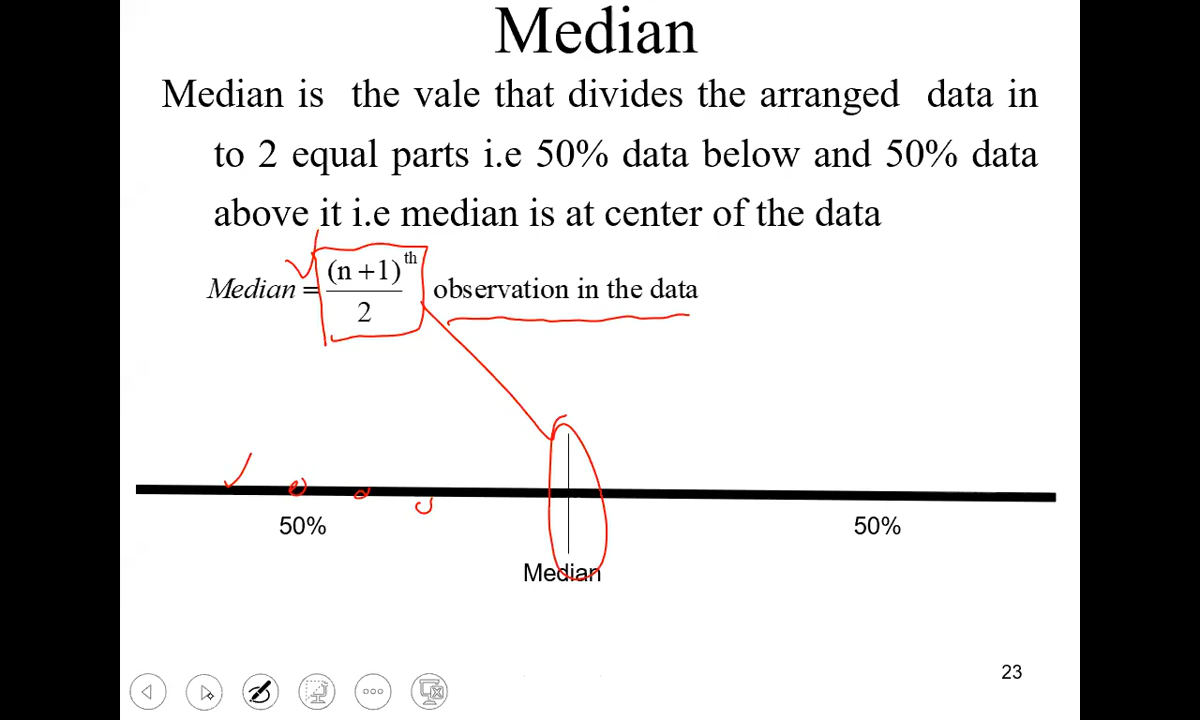 Median
Median is the vale that divides the arranged data in
to 2 equal parts i.e 50% data below and 50% data
above it i.e median is at center of the data
Median = (n +1)th / 2 observation in the data
50% 50%
Median
23